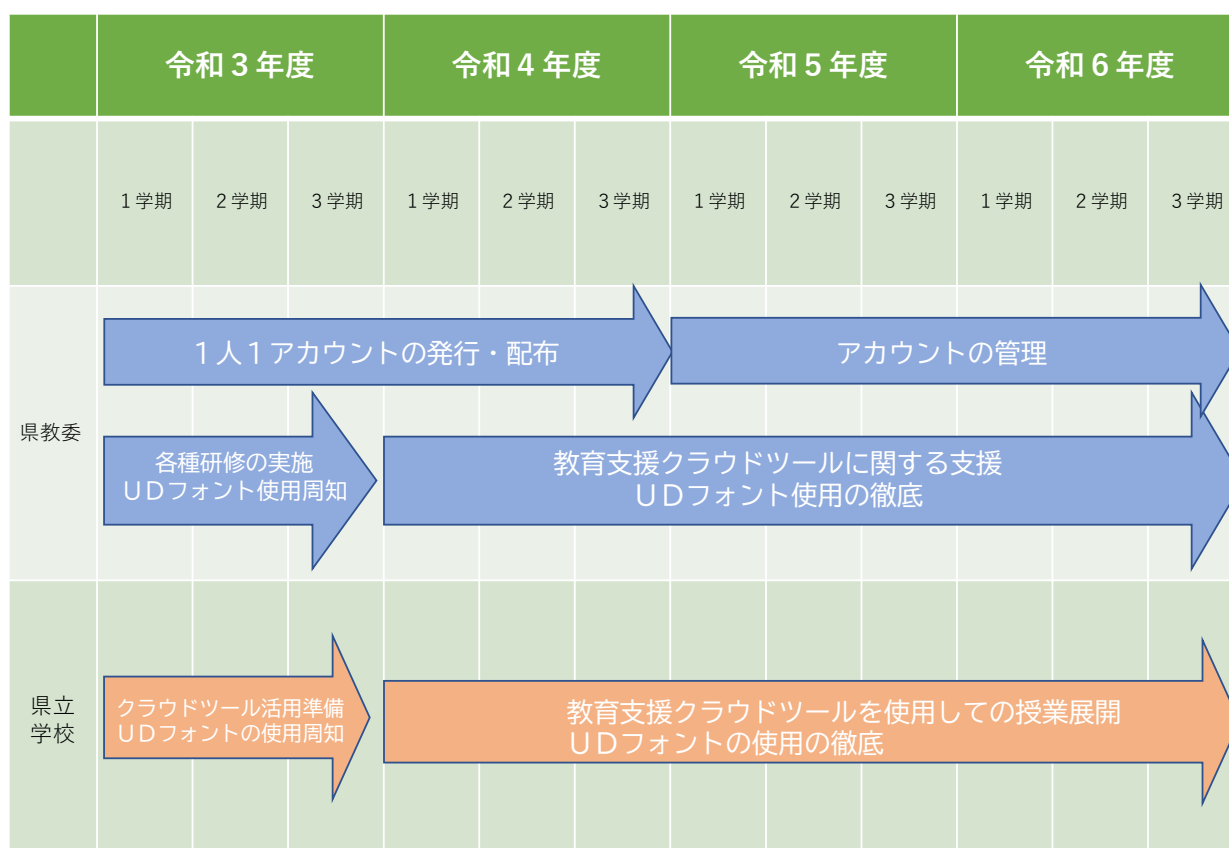 令和３年度
令和４年度
令和５年度
令和６年度
１学期
２学期
３学期
１学期
２学期
３学期
１学期
２学期
３学期
１学期
２学期
３学期
県教委
１人１アカウントの発行・配布
アカウントの管理
各種研修の実施
ＵＤフォント使用周知
教育支援クラウドツールに関する支援
ＵＤフォント使用の徹底
県立
学校
クラウドツール活用準備
ＵＤフォントの使用周知
教育支援クラウドツールを使用しての授業展開
ＵＤフォントの使用の徹底